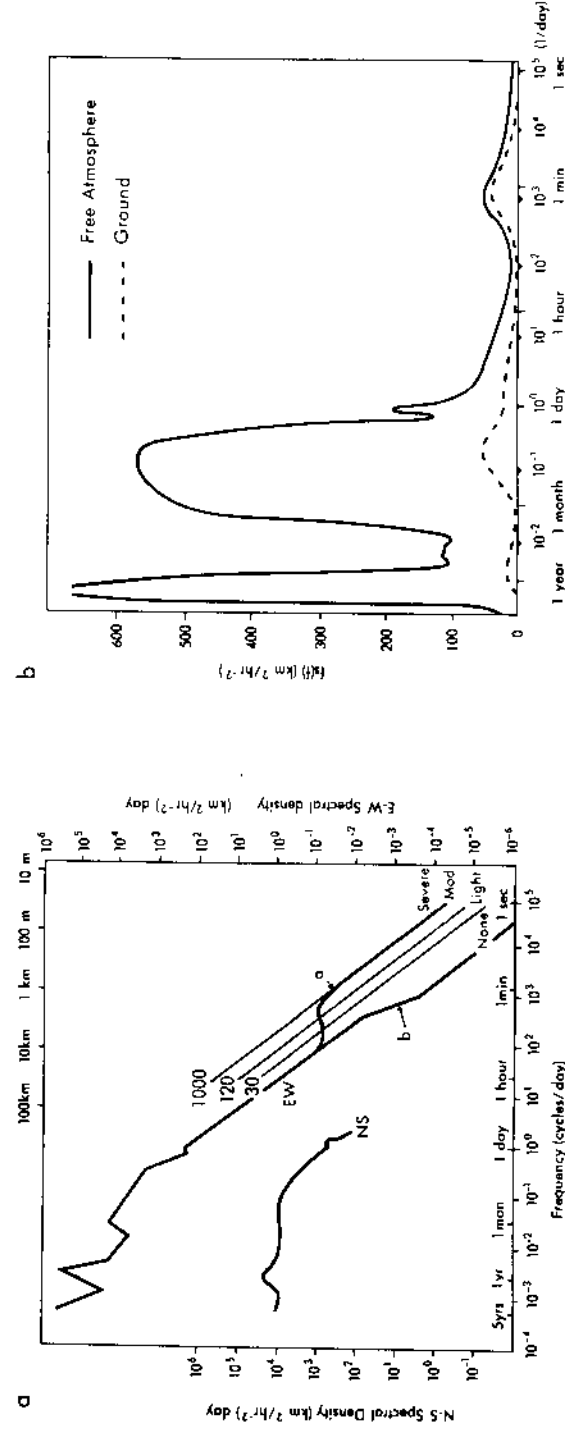 a
100km 10km 1 km 100 m 10 m
N-S Spectral Density (km²/hr⁻²) day
10⁶
10⁵
10⁴
10³
10²
10¹
10⁰
10⁻¹
E-W Spectral density
(km²/hr⁻²) day
10⁶
10⁵
10⁴
10³
10²
10¹
10⁰
10⁻¹
10⁻²
10⁻³
10⁻⁴
10⁻⁵
10⁻⁶
1000
120
30
EW
NS
a
b
Severe
Mod
Light
None
5yrs 1yr 1 mon 1 day 1 hour 1min 1 sec
10⁻⁴ 10⁻³ 10⁻² 10⁻¹ 10⁰ 10¹ 10² 10³ 10⁴ 10⁵
Frequency (cycles/day)
b
Free Atmosphere
Ground
fs(f) (km²/hr⁻²)
600
500
400
300
200
100
0
10⁻² 10⁻¹ 10⁰ 10¹ 10² 10³ 10⁴ 10⁵ (1/day)
1 year 1 month 1 day 1 hour 1 min 1 sec